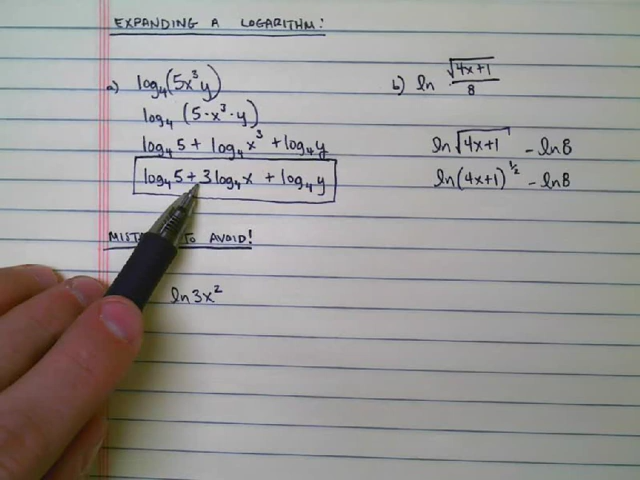 EXPANDING A LOGARITHM:
a) log₄(5x³y)
log₄ (5·x³·y)
log₄5 + log₄x³ + log₄y
log₄5 + 3log₄x + log₄y
b) ln √(4x+1)/8
ln√(4x+1) - ln8
ln(4x+1)^½ - ln8
TO AVOID!
ln3x²